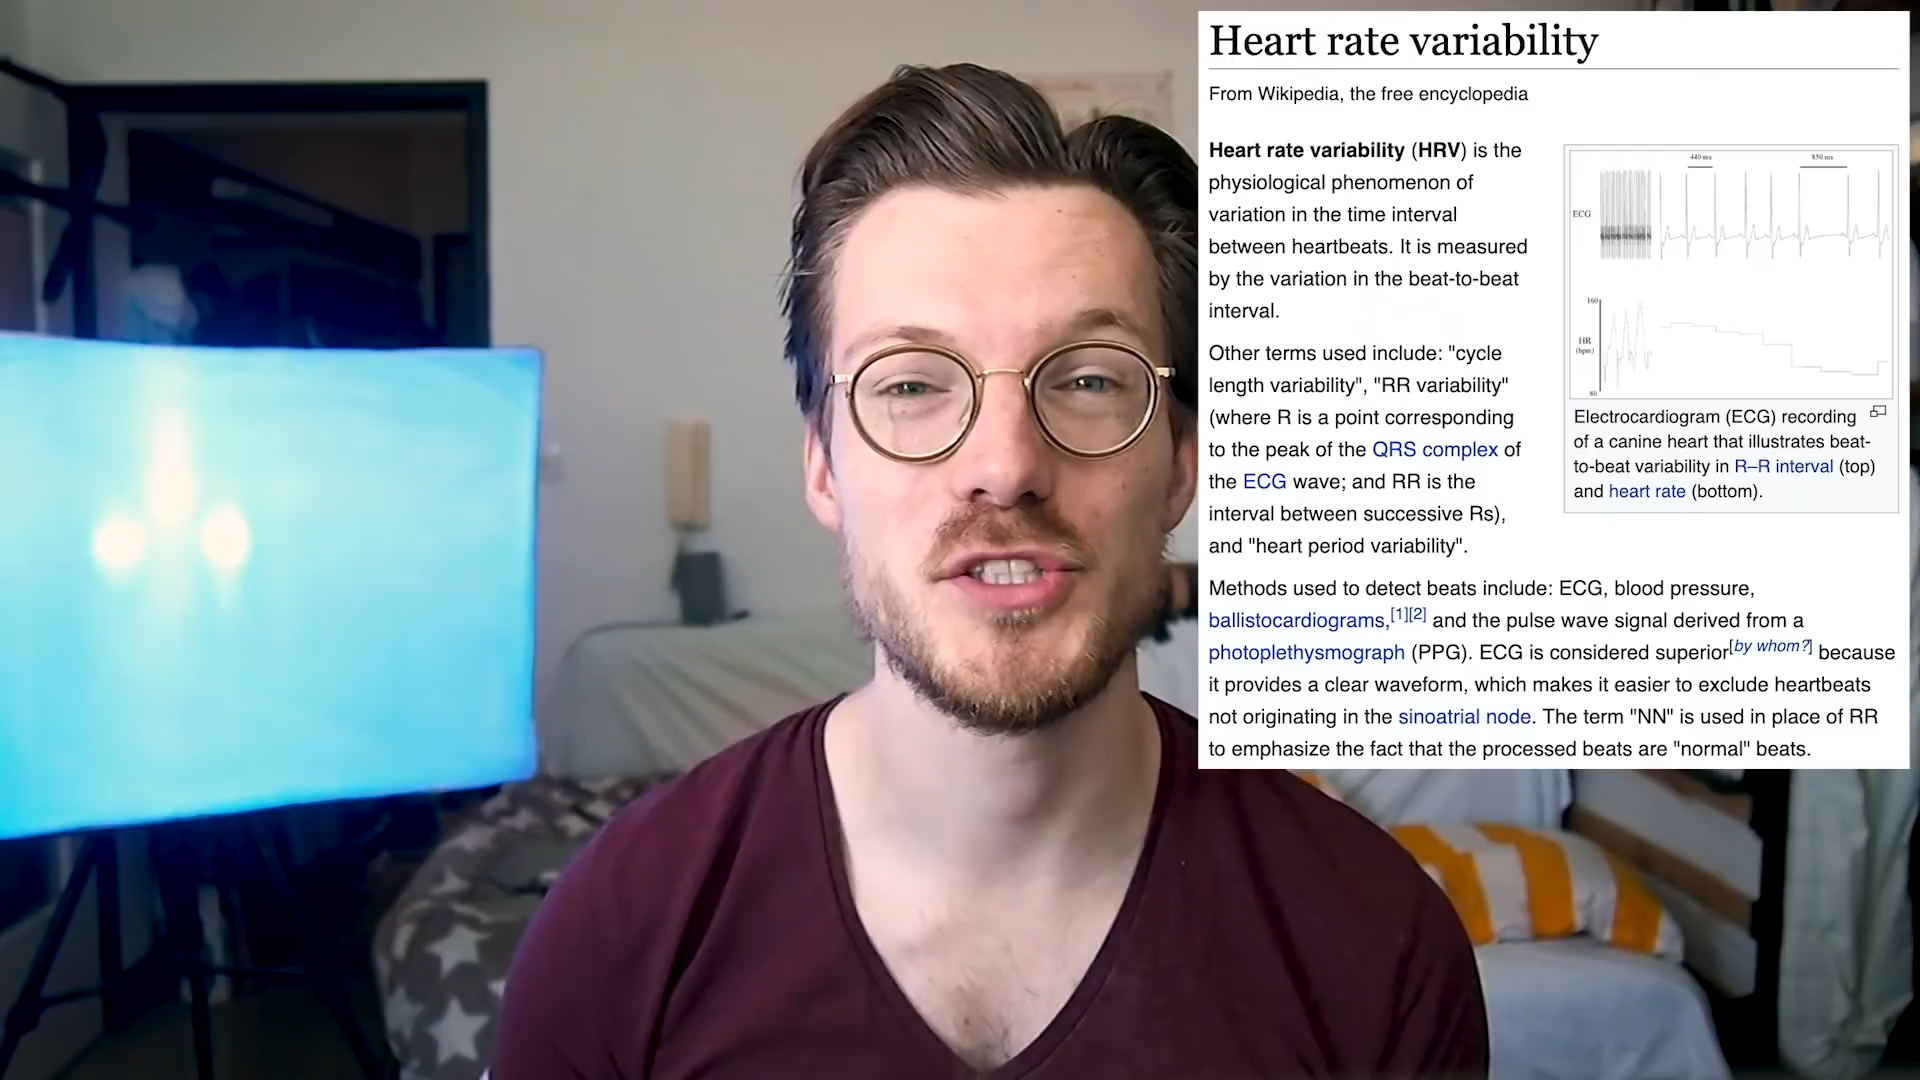 Heart rate variability
From Wikipedia, the free encyclopedia
Heart rate variability (HRV) is the
physiological phenomenon of
variation in the time interval
between heartbeats. It is measured
by the variation in the beat-to-beat
interval.
Other terms used include: "cycle
length variability", "RR variability"
(where R is a point corresponding
to the peak of the QRS complex of
the ECG wave; and RR is the
interval between successive Rs),
and "heart period variability".
440 ms
850 ms
ECG
160
HR
(bpm)
80
Electrocardiogram (ECG) recording
of a canine heart that illustrates beat-
to-beat variability in R–R interval (top)
and heart rate (bottom).
Methods used to detect beats include: ECG, blood pressure,
ballistocardiograms,[1][2] and the pulse wave signal derived from a
photoplethysmograph (PPG). ECG is considered superior[by whom?] because
it provides a clear waveform, which makes it easier to exclude heartbeats
not originating in the sinoatrial node. The term "NN" is used in place of RR
to emphasize the fact that the processed beats are "normal" beats.